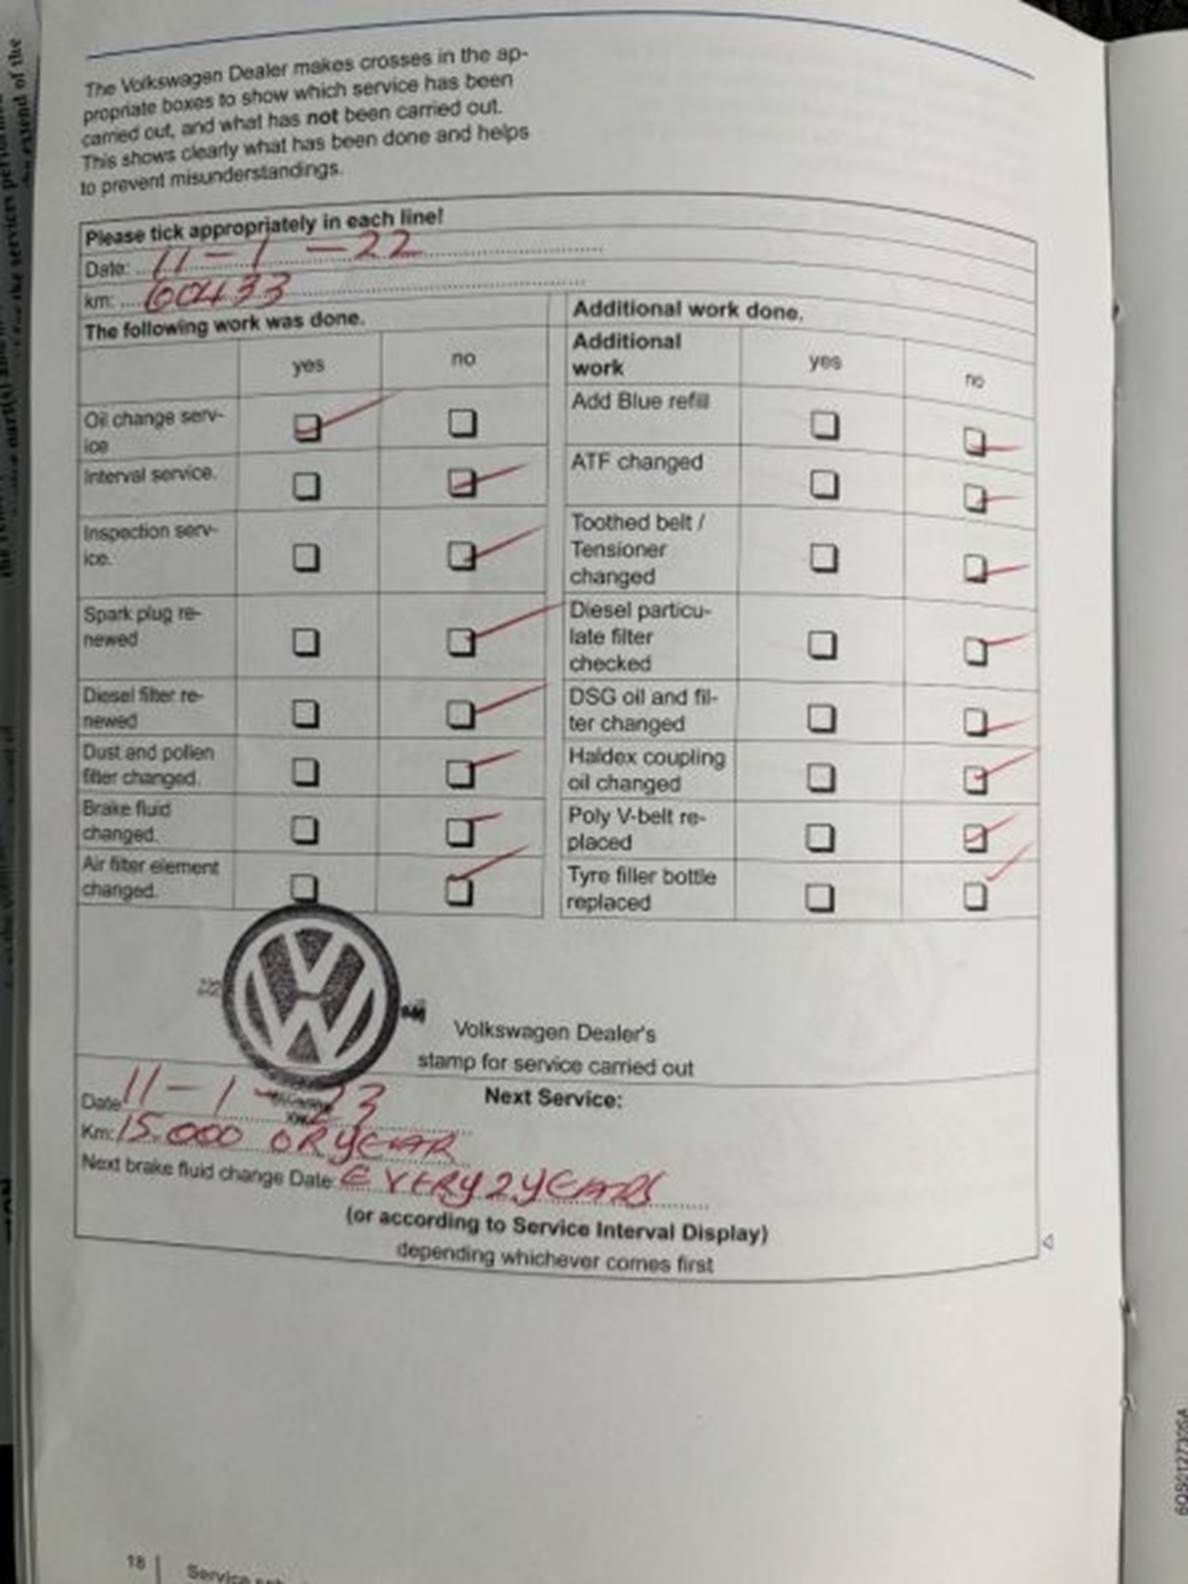 The Volkswagen Dealer makes crosses in the ap-
propriate boxes to show which service has been
carried out, and what has not been carried out.
This shows clearly what has been done and helps
to prevent misunderstandings.
Please tick appropriately in each line!
Date: 11-1-22
km: 60433
The following work was done.
yes no
Oil change serv-
ice
Interval service.
Inspection serv-
ice.
Spark plug re-
newed
Diesel filter re-
newed
Dust and pollen
filter changed.
Brake fluid
changed.
Air filter element
changed.
Additional work done.
Additional
work
yes no
Add Blue refill
ATF changed
Toothed belt /
Tensioner
changed
Diesel particu-
late filter
checked
DSG oil and fil-
ter changed
Haldex coupling
oil changed
Poly V-belt re-
placed
Tyre filler bottle
replaced
Volkswagen Dealer's
stamp for service carried out
Next Service:
Date 11-1-23
Km: 15.000 OR YEAR
Next brake fluid change Date: EVERY 2 YEARS
(or according to Service Interval Display)
depending whichever comes first
18
Service
6QS012732SA